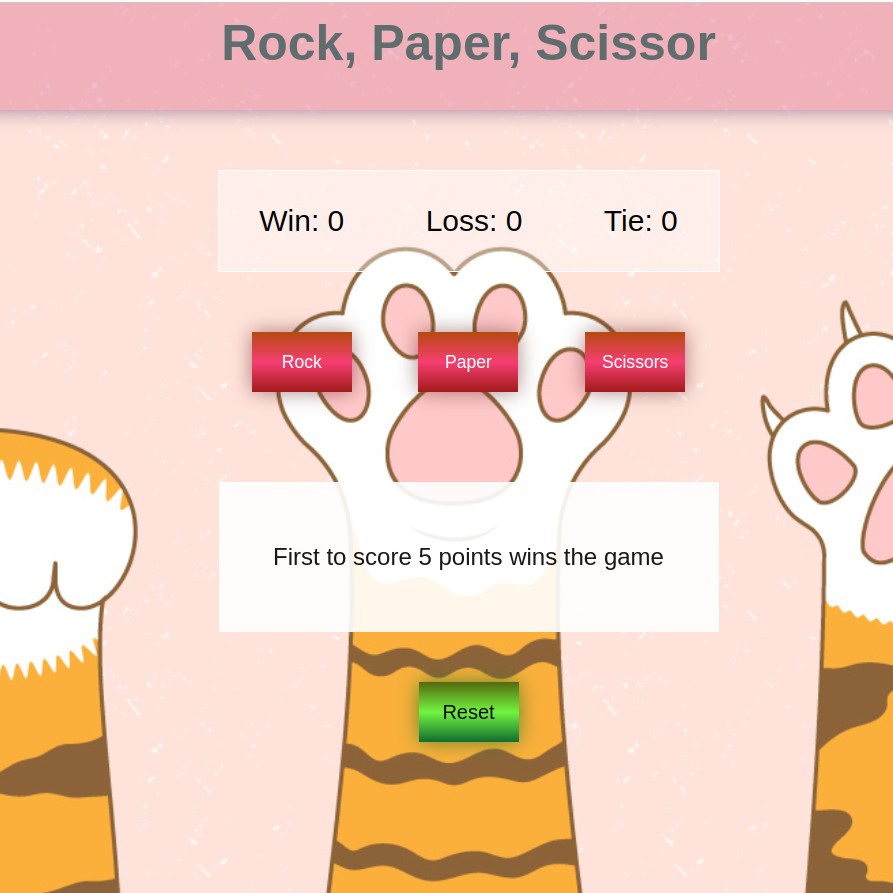 Rock, Paper, Scissor
Win: 0 Loss: 0 Tie: 0
Rock Paper Scissors
First to score 5 points wins the game
Reset